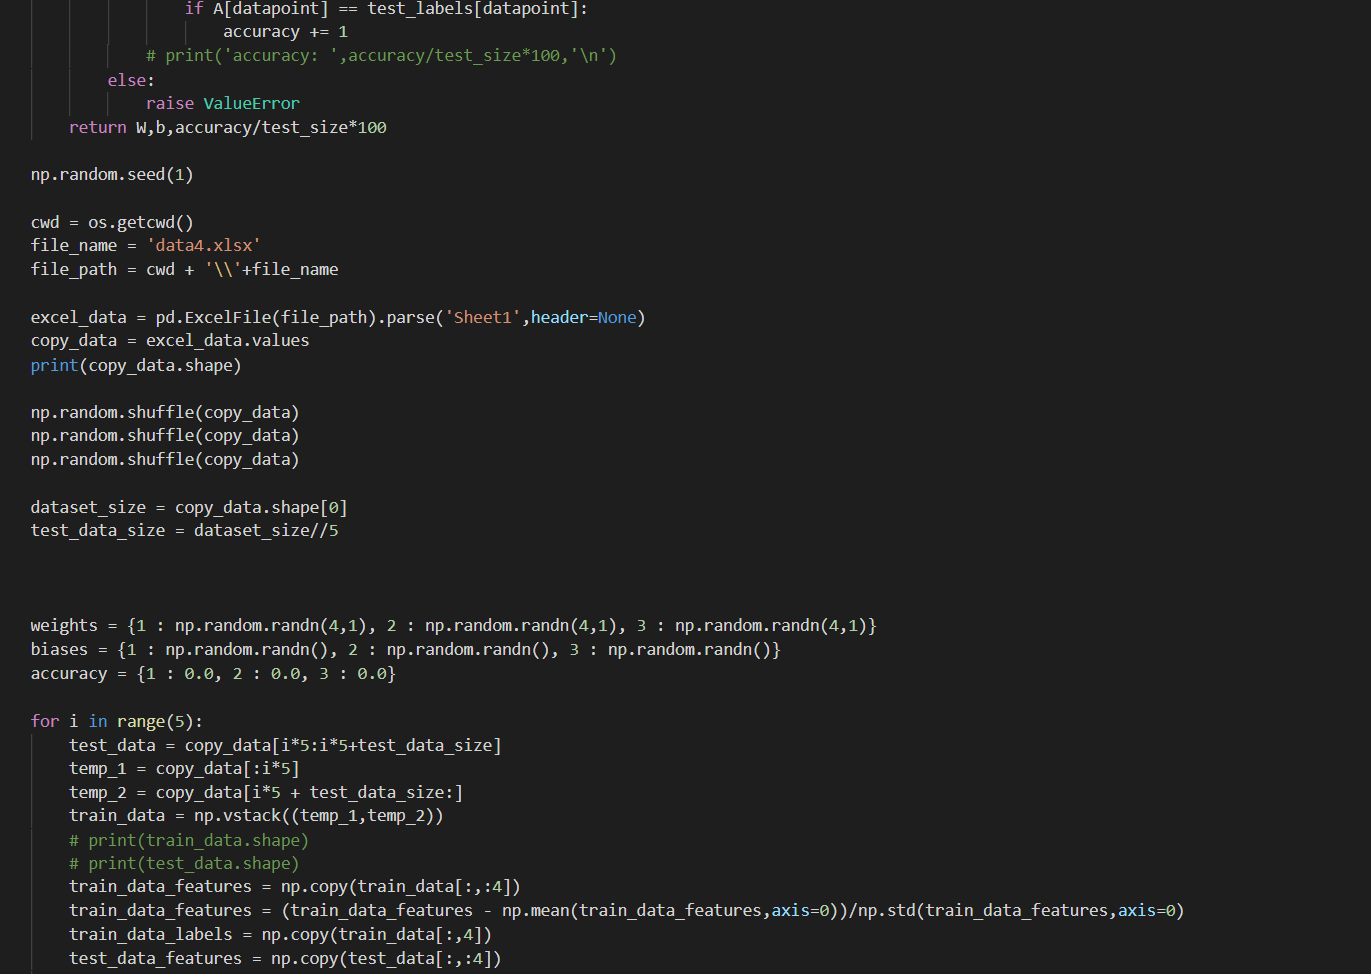 if A[datapoint] == test_labels[datapoint]:
accuracy += 1
# print('accuracy: ',accuracy/test_size*100,'\n')
else:
raise ValueError
return W,b,accuracy/test_size*100
np.random.seed(1)
cwd = os.getcwd()
file_name = 'data4.xlsx'
file_path = cwd + '\\'+file_name
excel_data = pd.ExcelFile(file_path).parse('Sheet1',header=None)
copy_data = excel_data.values
print(copy_data.shape)
np.random.shuffle(copy_data)
np.random.shuffle(copy_data)
np.random.shuffle(copy_data)
dataset_size = copy_data.shape[0]
test_data_size = dataset_size//5
weights = {1 : np.random.randn(4,1), 2 : np.random.randn(4,1), 3 : np.random.randn(4,1)}
biases = {1 : np.random.randn(), 2 : np.random.randn(), 3 : np.random.randn()}
accuracy = {1 : 0.0, 2 : 0.0, 3 : 0.0}
for i in range(5):
test_data = copy_data[i*5:i*5+test_data_size]
temp_1 = copy_data[:i*5]
temp_2 = copy_data[i*5 + test_data_size:]
train_data = np.vstack((temp_1,temp_2))
# print(train_data.shape)
# print(test_data.shape)
train_data_features = np.copy(train_data[:,:4])
train_data_features = (train_data_features - np.mean(train_data_features,axis=0))/np.std(train_data_features,axis=0)
train_data_labels = np.copy(train_data[:,4])
test_data_features = np.copy(test_data[:,:4])